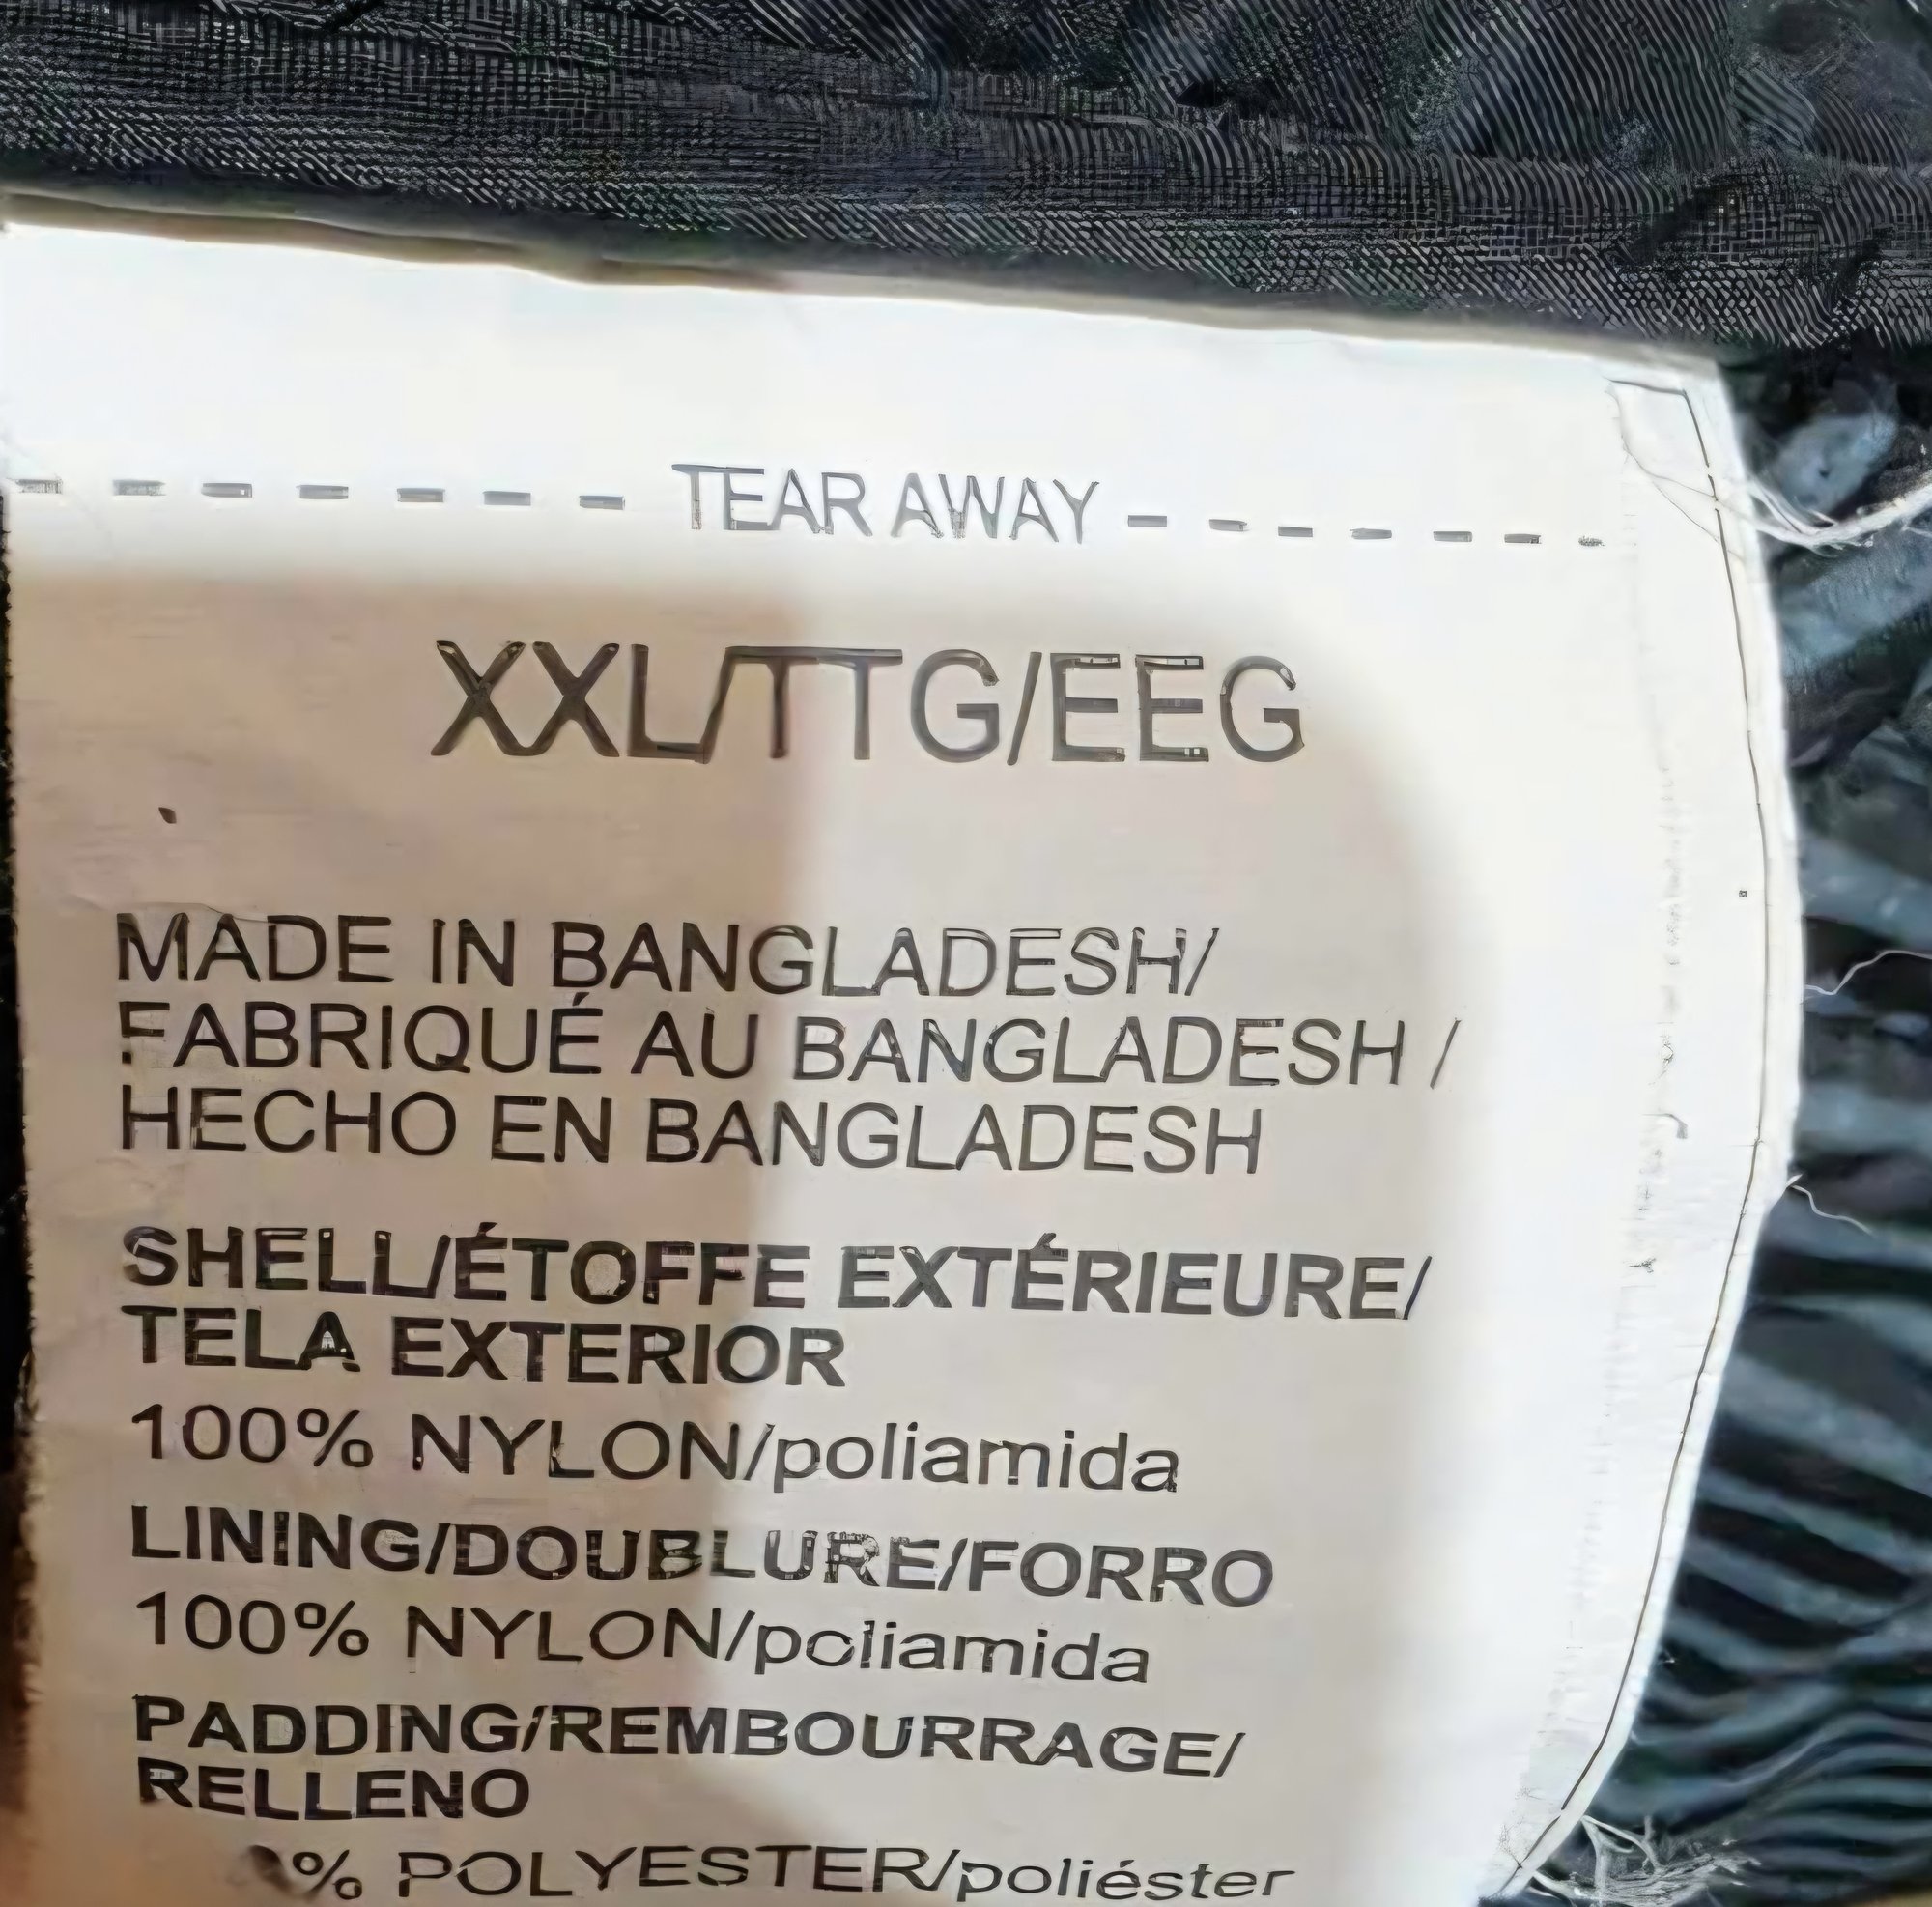 TEAR AWAY
XXL/TTG/EEG
MADE IN BANGLADESH/
FABRIQUÉ AU BANGLADESH /
HECHO EN BANGLADESH
SHELL/ÉTOFFE EXTÉRIEURE/
TELA EXTERIOR
100% NYLON/poliamida
LINING/DOUBLURE/FORRO
100% NYLON/poliamida
PADDING/REMBOURRAGE/
RELLENO
% POLYESTER/poliéster